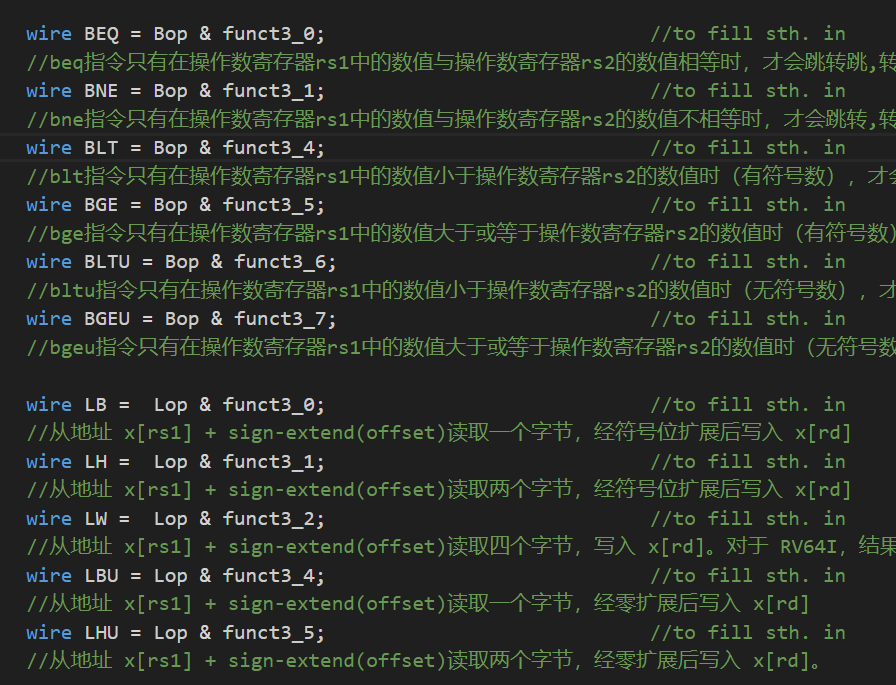 wire BEQ = Bop & funct3_0; //to fill sth. in
//beq指令只有在操作数寄存器rs1中的数值与操作数寄存器rs2的数值相等时，才会跳转跳,转
wire BNE = Bop & funct3_1; //to fill sth. in
//bne指令只有在操作数寄存器rs1中的数值与操作数寄存器rs2的数值不相等时，才会跳转,转
wire BLT = Bop & funct3_4; //to fill sth. in
//blt指令只有在操作数寄存器rs1中的数值小于操作数寄存器rs2的数值时（有符号数），才会
wire BGE = Bop & funct3_5; //to fill sth. in
//bge指令只有在操作数寄存器rs1中的数值大于或等于操作数寄存器rs2的数值时（有符号数）
wire BLTU = Bop & funct3_6; //to fill sth. in
//bltu指令只有在操作数寄存器rs1中的数值小于操作数寄存器rs2的数值时（无符号数），才
wire BGEU = Bop & funct3_7; //to fill sth. in
//bgeu指令只有在操作数寄存器rs1中的数值大于或等于操作数寄存器rs2的数值时（无符号数
wire LB =  Lop & funct3_0; //to fill sth. in
//从地址 x[rs1] + sign-extend(offset)读取一个字节，经符号位扩展后写入 x[rd]
wire LH =  Lop & funct3_1; //to fill sth. in
//从地址 x[rs1] + sign-extend(offset)读取两个字节，经符号位扩展后写入 x[rd]
wire LW =  Lop & funct3_2; //to fill sth. in
//从地址 x[rs1] + sign-extend(offset)读取四个字节，写入 x[rd]。对于 RV64I，结果
wire LBU = Lop & funct3_4; //to fill sth. in
//从地址 x[rs1] + sign-extend(offset)读取一个字节，经零扩展后写入 x[rd]
wire LHU = Lop & funct3_5; //to fill sth. in
//从地址 x[rs1] + sign-extend(offset)读取两个字节，经零扩展后写入 x[rd]。